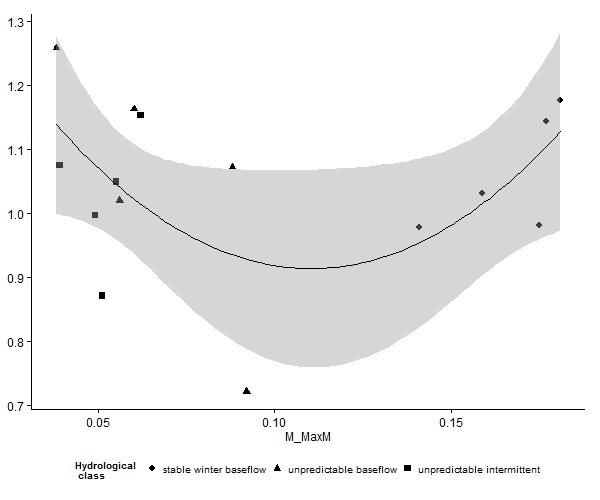 1.3
1.2
1.1
1.0
0.9
0.8
0.7
0.05 0.10 0.15
M_MaxM
Hydrological
class
stable winter baseflow unpredictable baseflow unpredictable intermittent